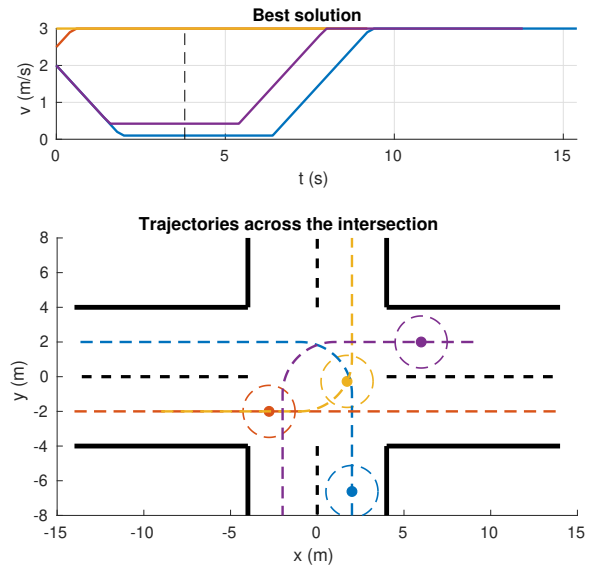 Best solution
3
2
1
0
v (m/s)
0 5 10 15
t (s)
Trajectories across the intersection
8
6
4
2
0
-2
-4
-6
-8
y (m)
-15 -10 -5 0 5 10 15
x (m)